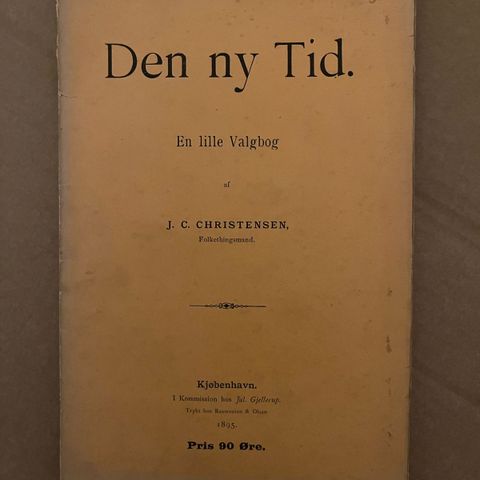 Den ny Tid.
En lille Valgbog
af
J. C. CHRISTENSEN,
Folkethingsmand.
Kjøbenhavn.
I Kommission hos Jul. Gjellerup.
Trykt hos Rasmussen & Olsen
1895.
Pris 90 Øre.